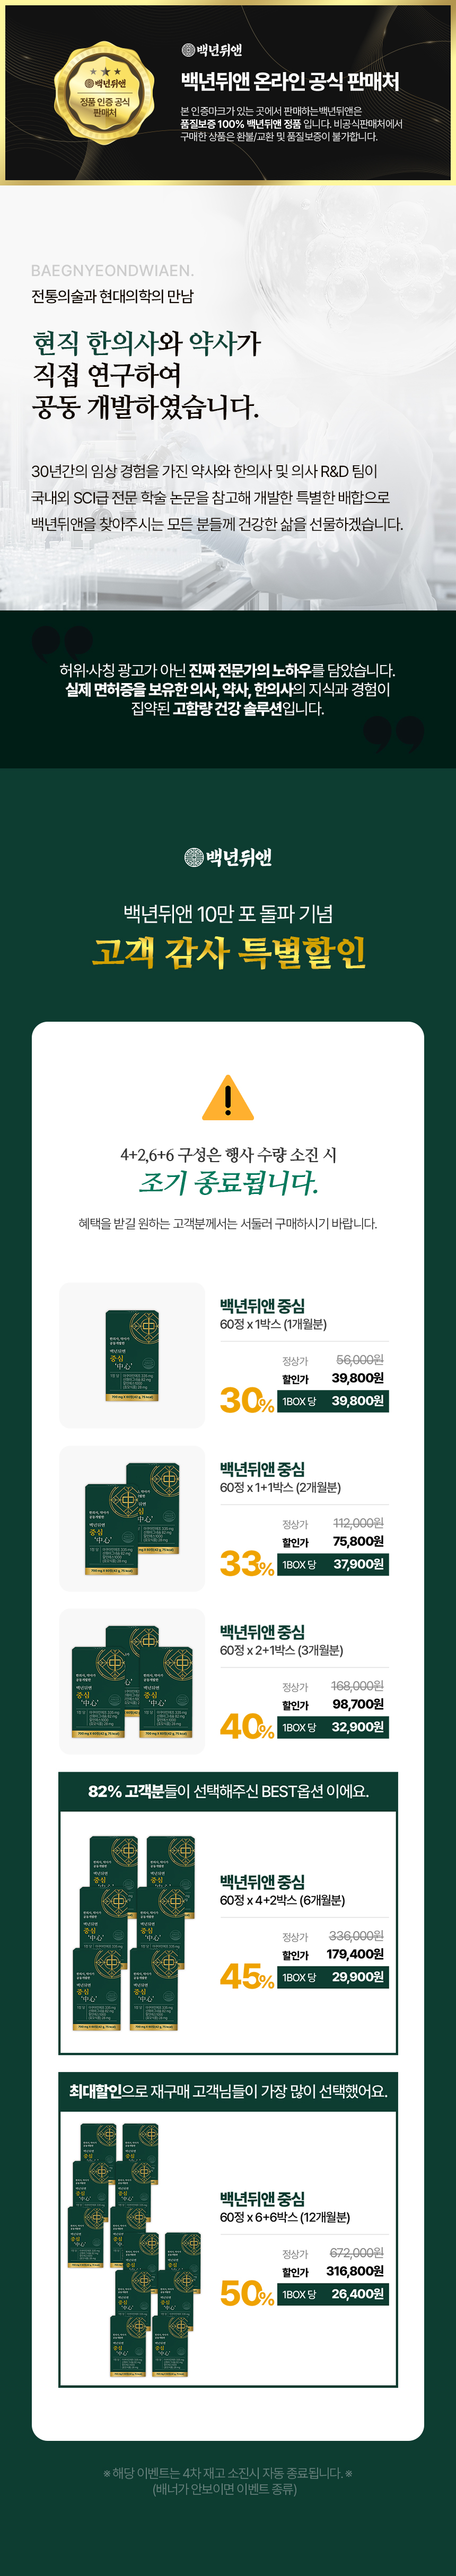 백년뒤앤
백년뒤앤 온라인 공식 판매처
백년뒤앤
정품 인증 공식
판매처
본 인증마크가 있는 곳에서 판매하는백년뒤앤은
품질보증 100% 백년뒤앤 정품 입니다. 비공식판매처에서
구매한 상품은 환불/교환 및 품질보증이 불가합니다.
BAEGNYEONDWIAEN.
전통의술과 현대의학의 만남
현직 한의사와 약사가
직접 연구하여
공동 개발하였습니다.
30년간의 임상 경험을 가진 약사와 한의사 및 의사 R&D 팀이
국내외 SCI급 전문 학술 논문을 참고해 개발한 특별한 배합으로
백년뒤앤을 찾아주시는 모든 분들께 건강한 삶을 선물하겠습니다.
허위·사칭 광고가 아닌 진짜 전문가의 노하우를 담았습니다.
실제 면허증을 보유한 의사, 약사, 한의사의 지식과 경험이
집약된 고함량 건강 솔루션입니다.
백년뒤앤
백년뒤앤 10만 포 돌파 기념
고객 감사 특별할인
4+2,6+6 구성은 행사 수량 소진 시
조기 종료됩니다.
혜택을 받길 원하는 고객분께서는 서둘러 구매하시기 바랍니다.
백년뒤앤 중심
60정 x 1박스 (1개월분)
정상가 56,000원
할인가 39,800원
30% 1BOX 당 39,800원
백년뒤앤 중심
60정 x 1+1박스 (2개월분)
정상가 112,000원
할인가 75,800원
33% 1BOX 당 37,900원
백년뒤앤 중심
60정 x 2+1박스 (3개월분)
정상가 168,000원
할인가 98,700원
40% 1BOX 당 32,900원
82% 고객분들이 선택해주신 BEST옵션 이에요.
백년뒤앤 중심
60정 x 4+2박스 (6개월분)
정상가 336,000원
할인가 179,400원
45% 1BOX 당 29,900원
최대할인으로 재구매 고객님들이 가장 많이 선택했어요.
백년뒤앤 중심
60정 x 6+6박스 (12개월분)
정상가 672,000원
할인가 316,800원
50% 1BOX 당 26,400원
※ 해당 이벤트는 4차 재고 소진시 자동 종료됩니다. ※
(배너가 안보이면 이벤트 종류)